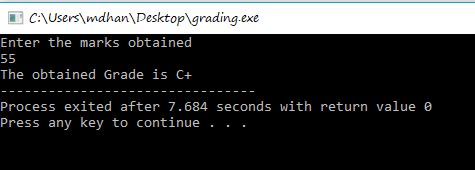 C:\Users\mdhan\Desktop\grading.exe
Enter the marks obtained
55
The obtained Grade is C+
--------------------------------
Process exited after 7.684 seconds with return value 0
Press any key to continue . . .